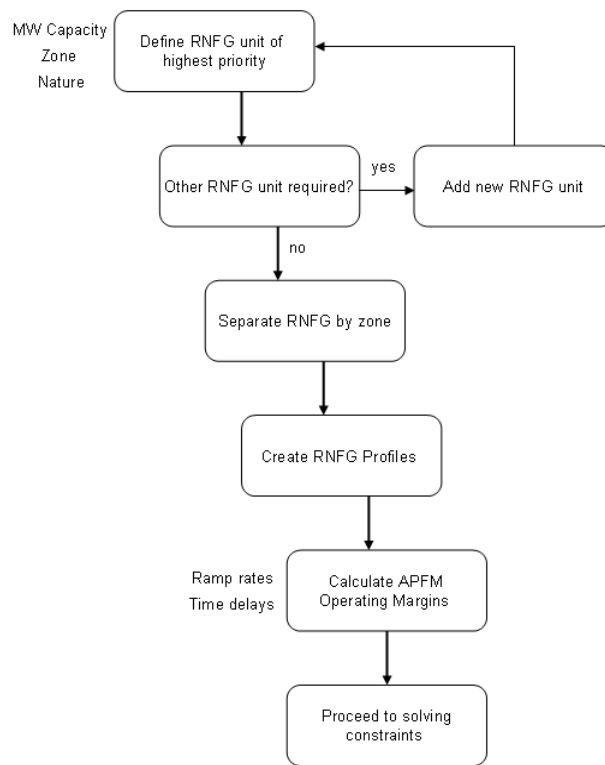 MW Capacity
Zone
Nature
Define RNFG unit of
highest priority
Other RNFG unit required?
yes
Add new RNFG unit
no
Separate RNFG by zone
Create RNFG Profiles
Ramp rates
Time delays
Calculate APFM
Operating Margins
Proceed to solving
constraints